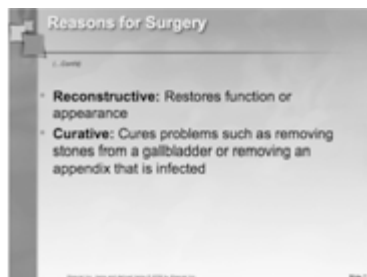 Reasons for Surgery
(...Cont'd)
Reconstructive: Restores function or
appearance
Curative: Cures problems such as removing
stones from a gallbladder or removing an
appendix that is infected